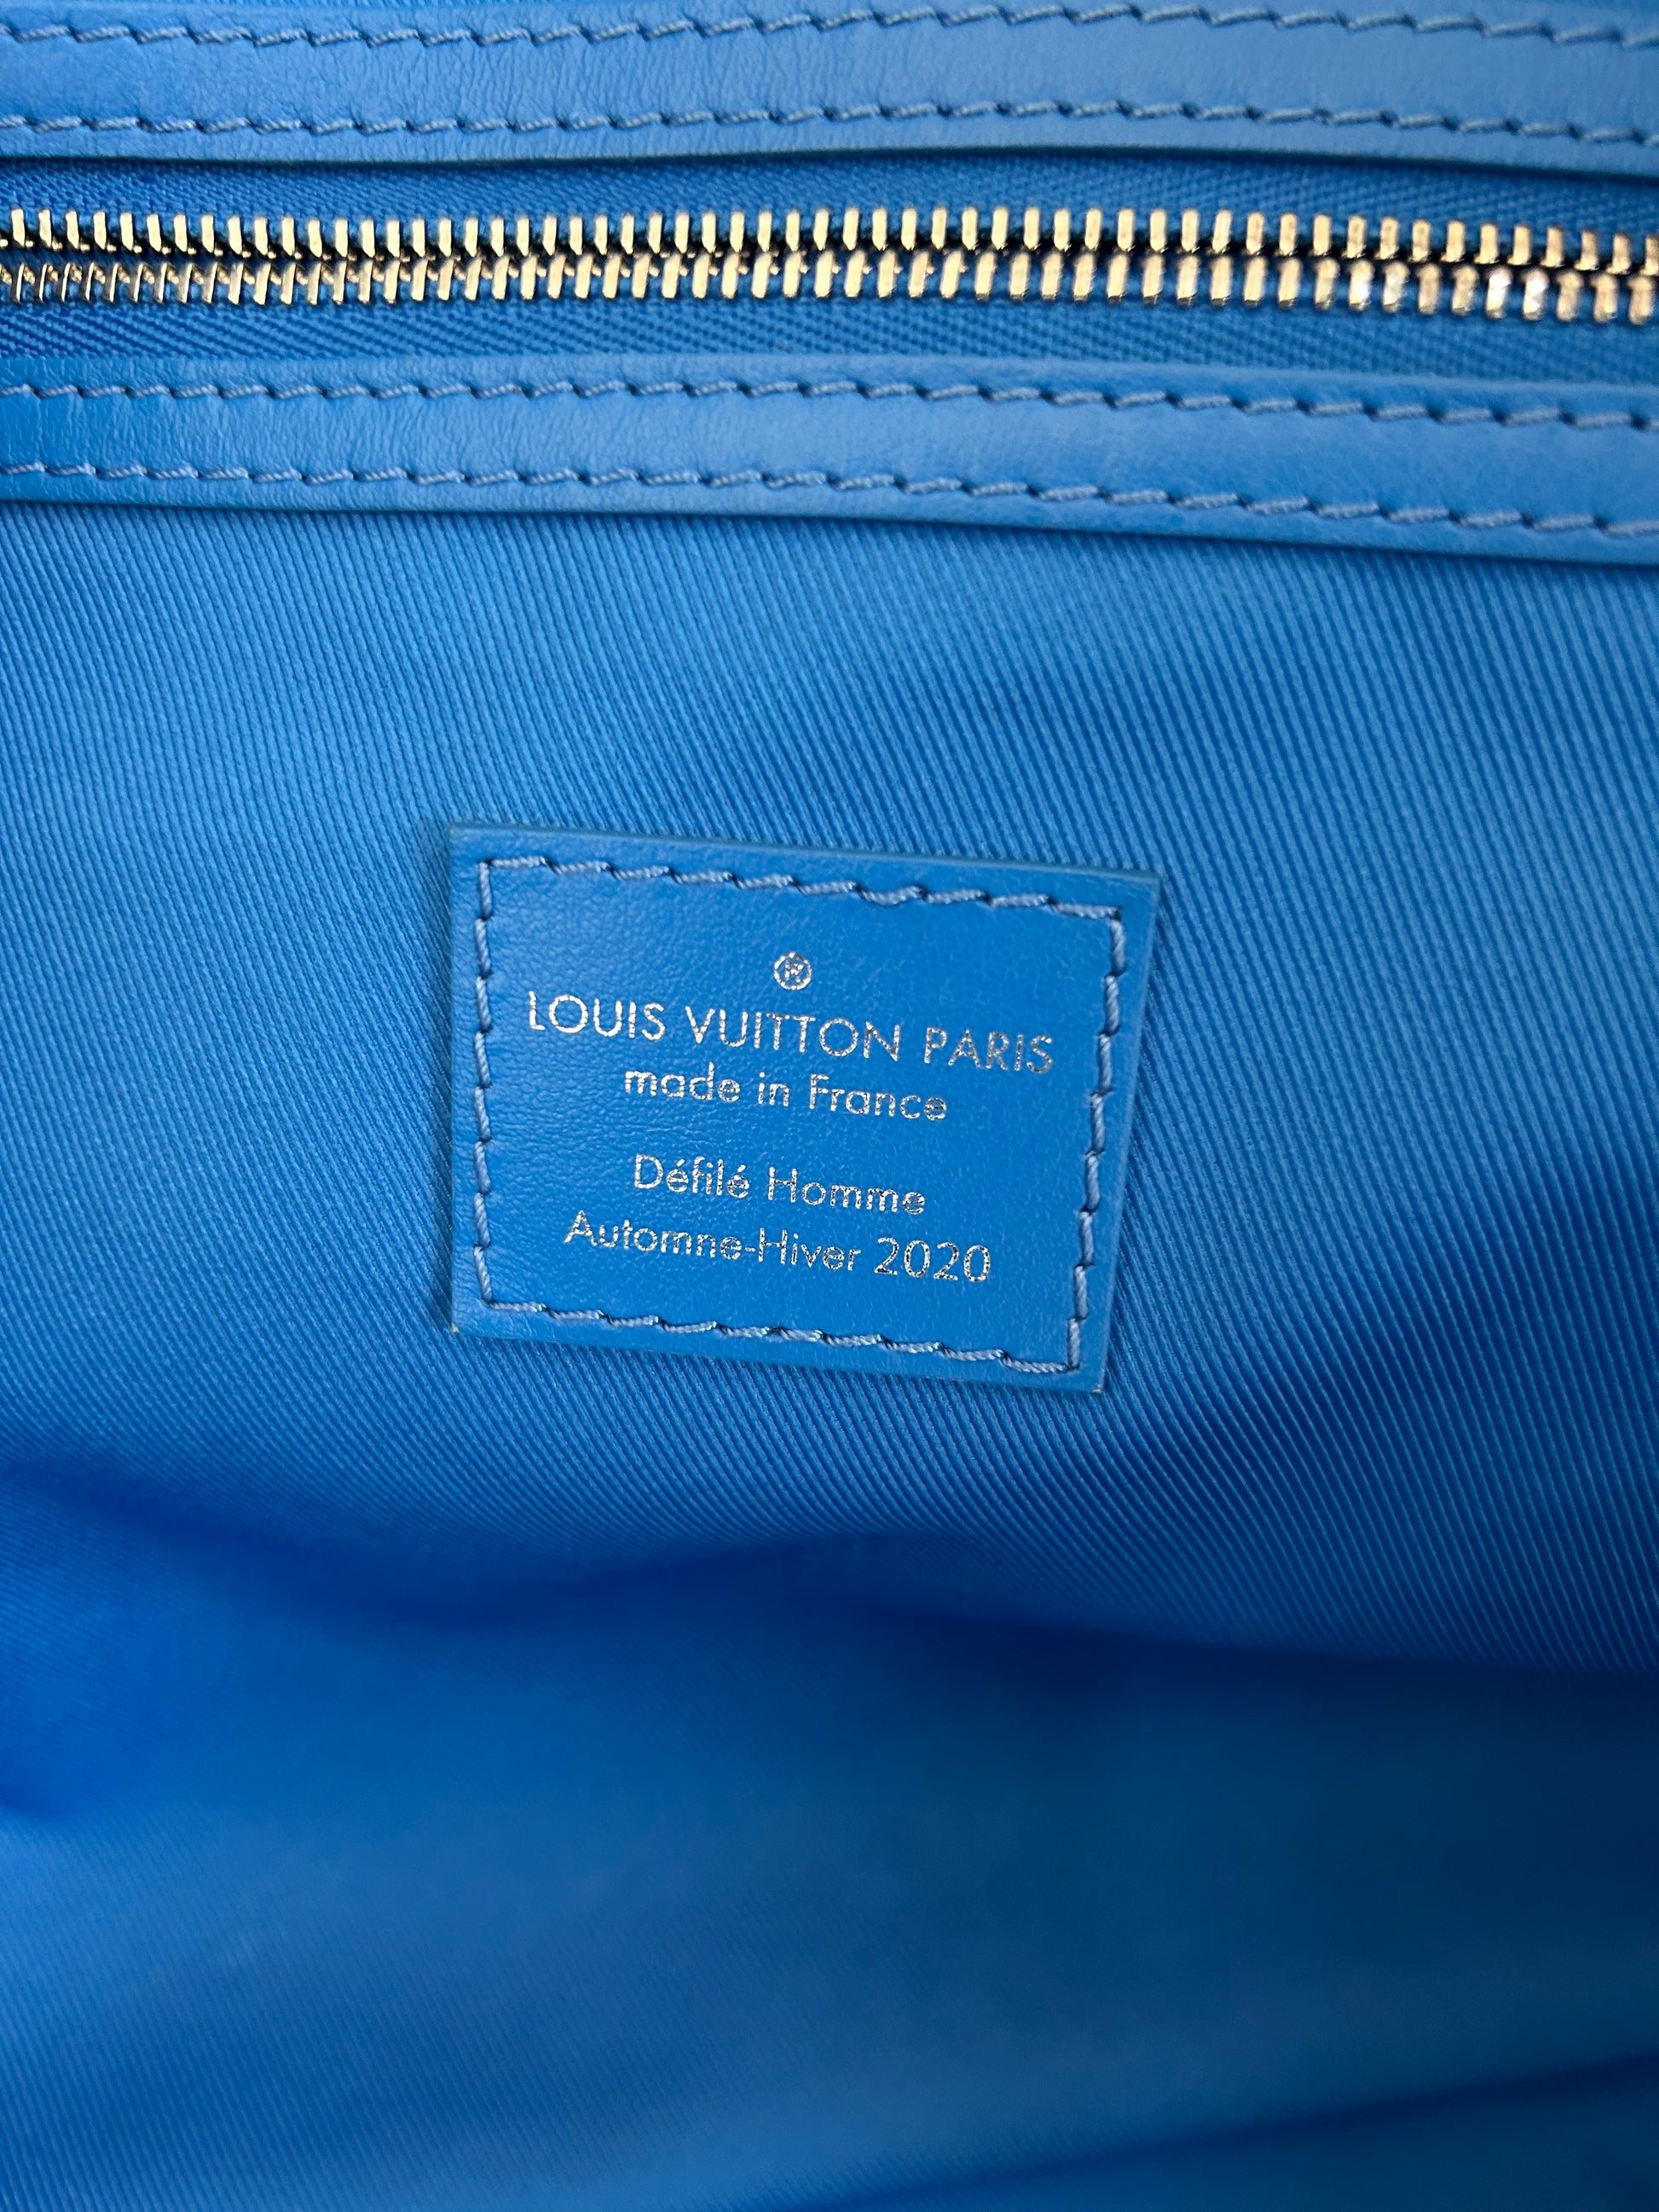 ®
LOUIS VUITTON PARIS
made in France
Défilé Homme
Automne-Hiver 2020